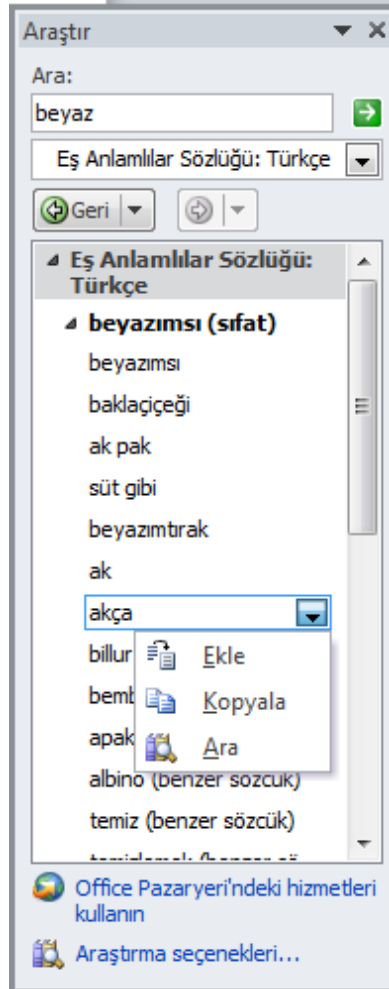 Araştır
Ara:
beyaz
Eş Anlamlılar Sözlüğü: Türkçe
Geri
Eş Anlamlılar Sözlüğü:
Türkçe
beyazımsı (sıfat)
beyazımsı
baklaçiçeği
ak pak
süt gibi
beyazımtırak
ak
akça
billur
Ekle
Kopyala
apak
Ara
albino (benzer sözcük)
temiz (benzer sözcük)
Office Pazaryeri'ndeki hizmetleri
kullanın
Araştırma seçenekleri...